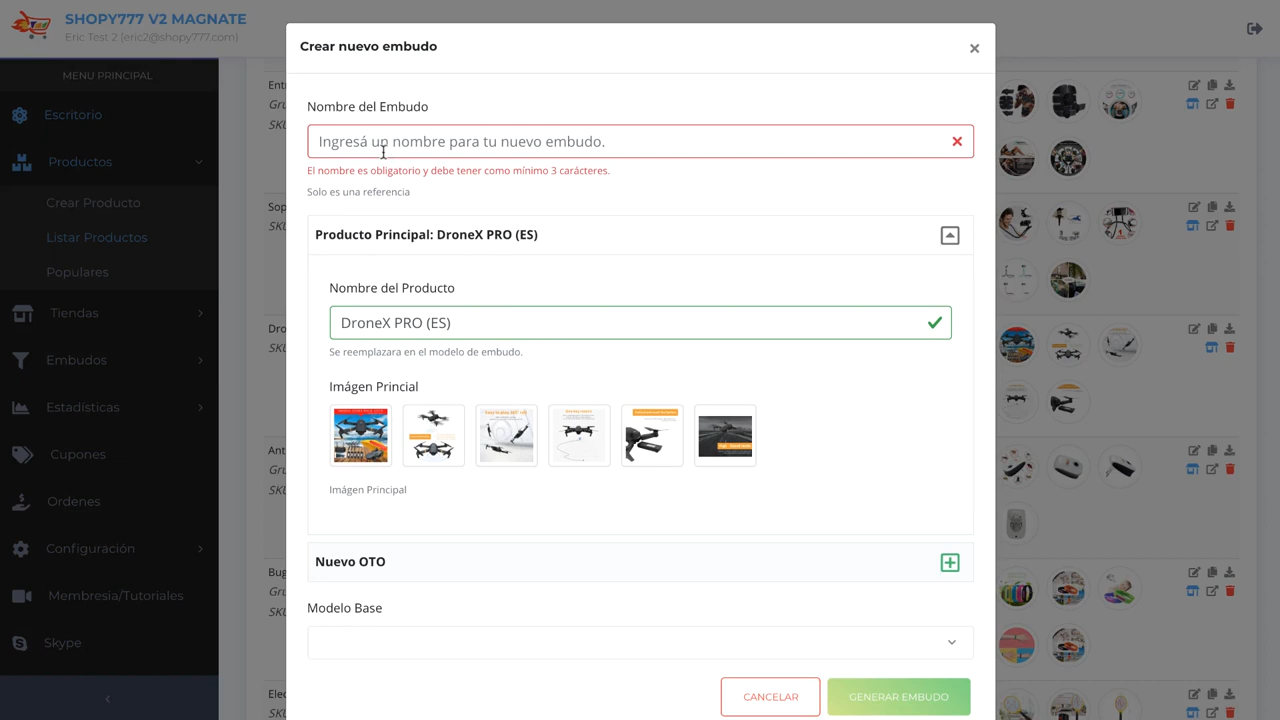 SHOPY777 V2 MAGNATE
Eric Test 2 (eric2@shopy777.com)
MENU PRINCIPAL
Escritorio
Productos
Crear Producto
Listar Productos
Populares
Tiendas
Embudos
Estadísticas
Cupones
Ordenes
Configuración
Membresia/Tutoriales
Skype
Crear nuevo embudo
Nombre del Embudo
Ingresá un nombre para tu nuevo embudo.
El nombre es obligatorio y debe tener como mínimo 3 carácteres.
Solo es una referencia
Producto Principal: DroneX PRO (ES)
Nombre del Producto
DroneX PRO (ES)
Se reemplazara en el modelo de embudo.
Imágen Princial
Imágen Principal
Nuevo OTO
Modelo Base
CANCELAR
GENERAR EMBUDO